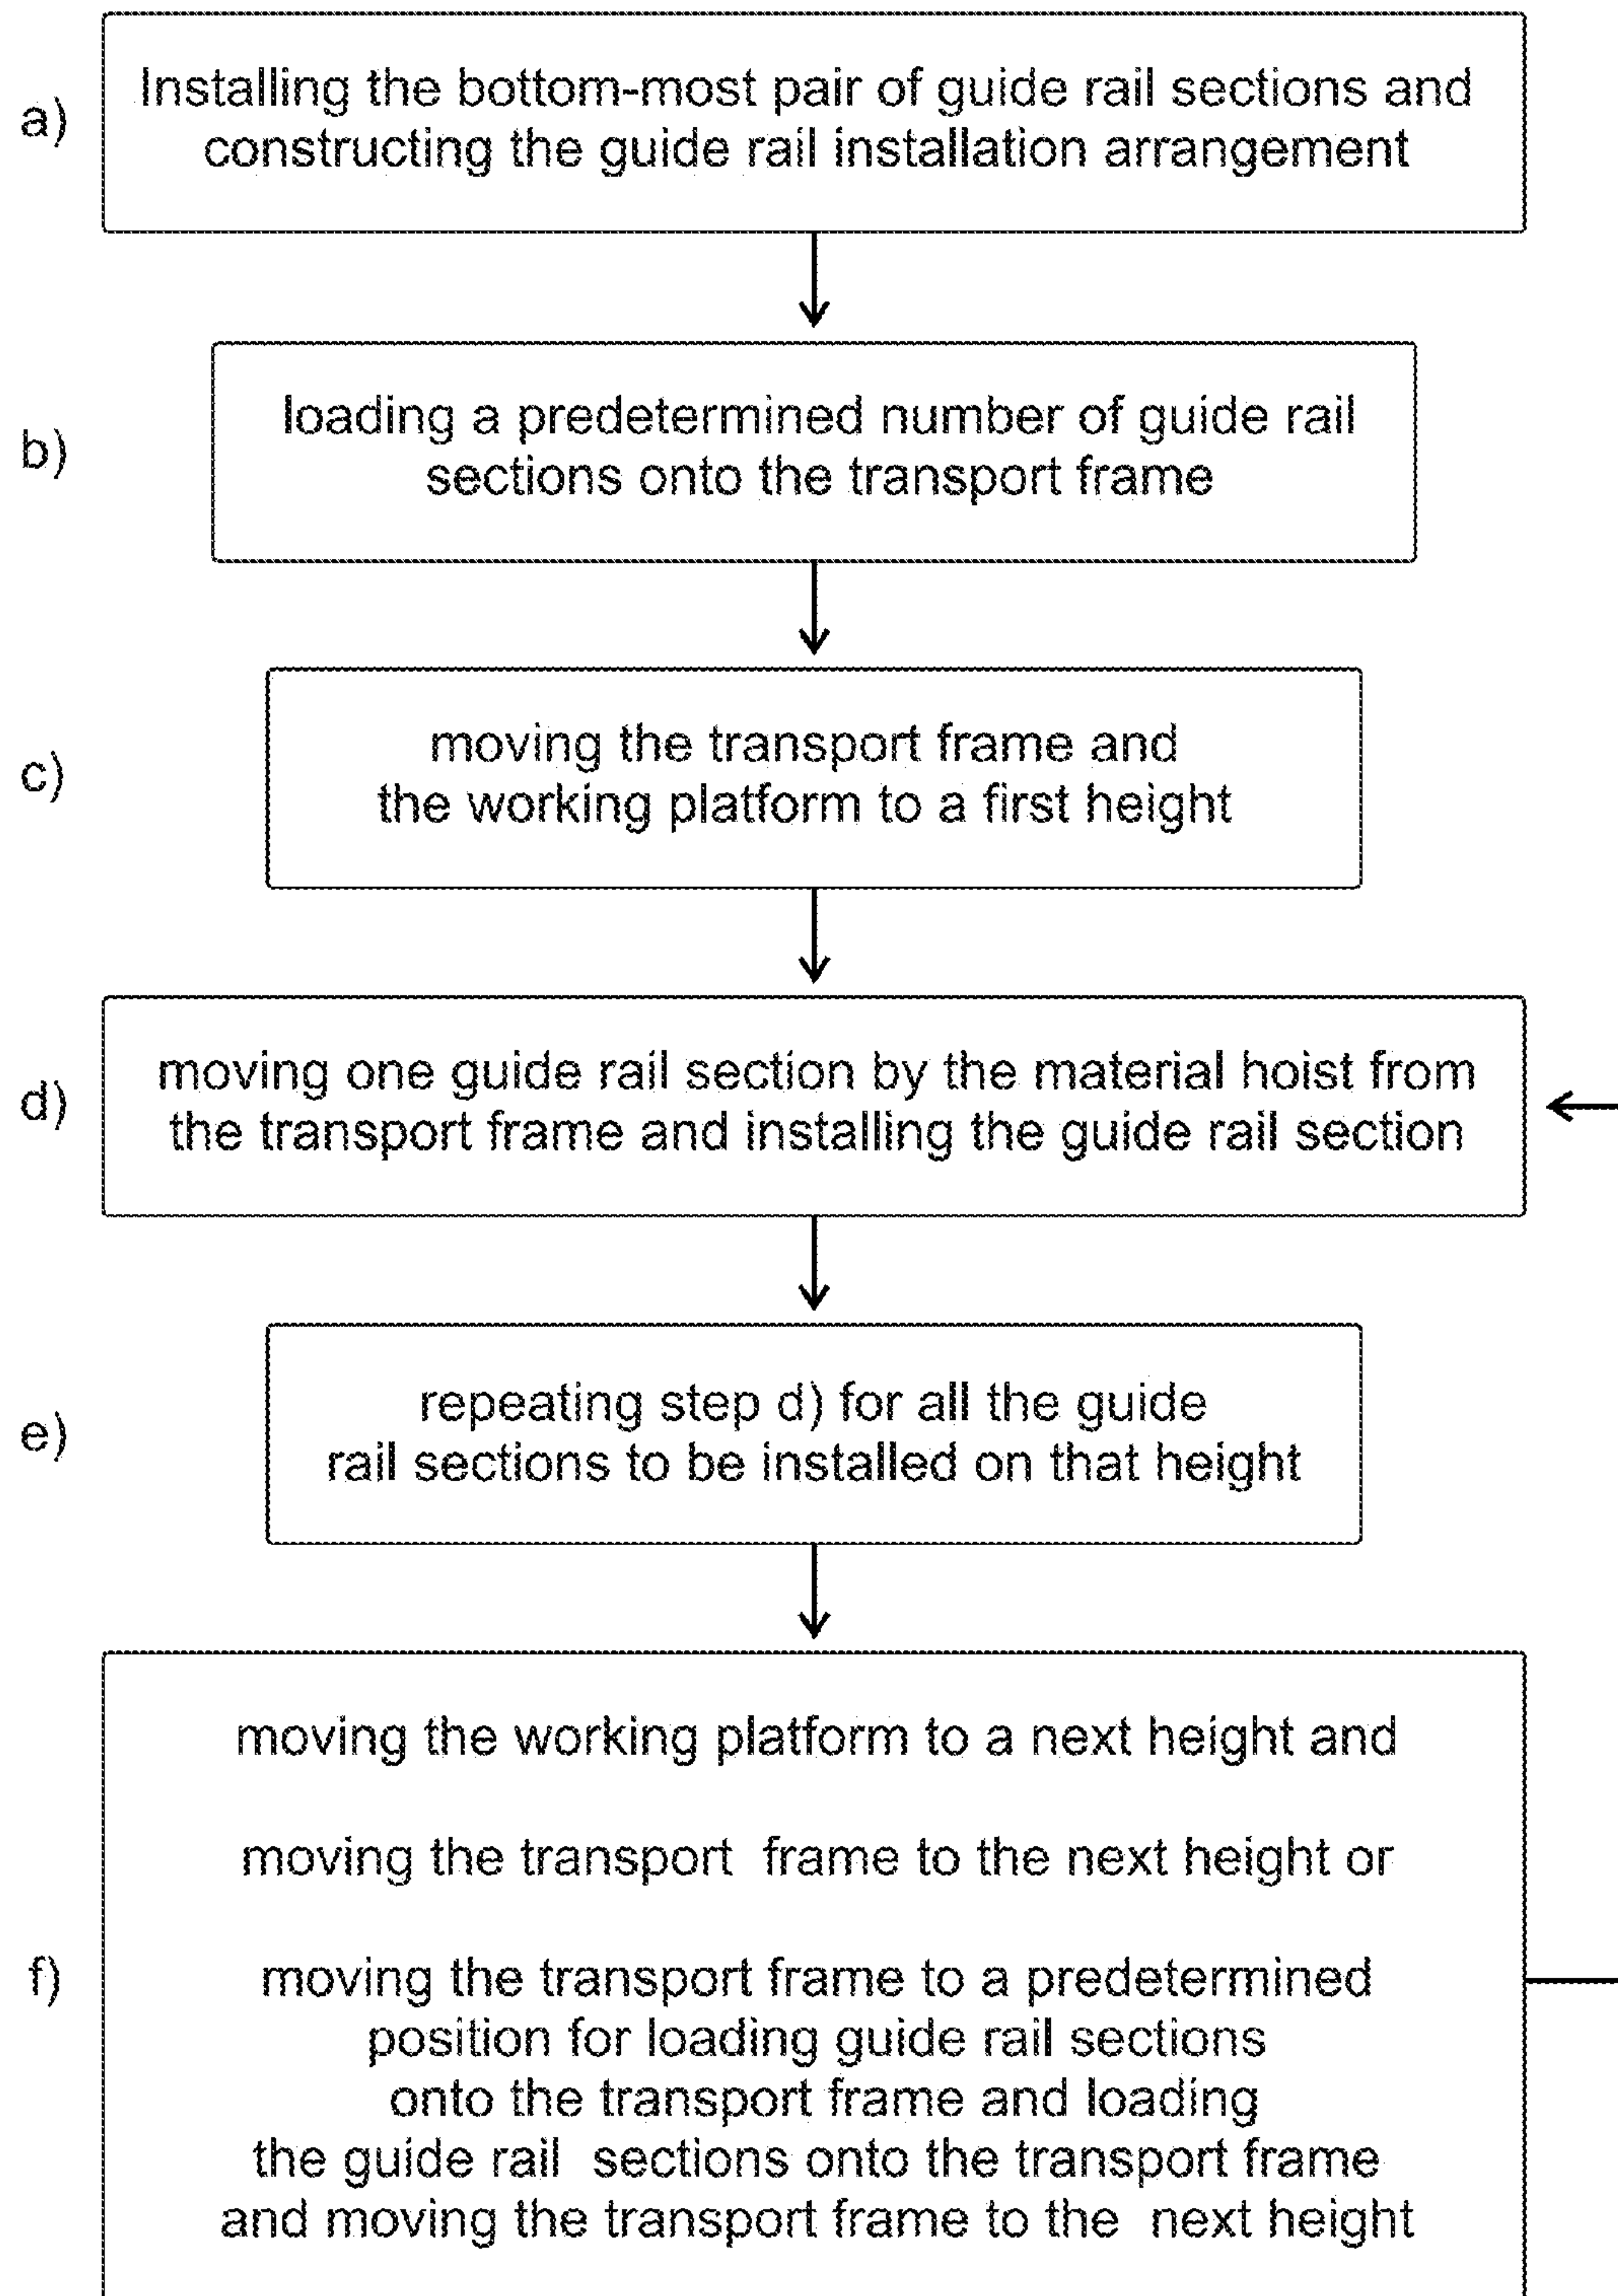 a)
Installing the bottom-most pair of guide rail sections and
constructing the guide rail installation arrangement
b)
loading a predetermined number of guide rail
sections onto the transport frame
c)
moving the transport frame and
the working platform to a first height
d)
moving one guide rail section by the material hoist from
the transport frame and installing the guide rail section
e)
repeating step d) for all the guide
rail sections to be installed on that height
f)
moving the working platform to a next height and
moving the transport frame to the next height or
moving the transport frame to a predetermined
position for loading guide rail sections
onto the transport frame and loading
the guide rail sections onto the transport frame
and moving the transport frame to the next height